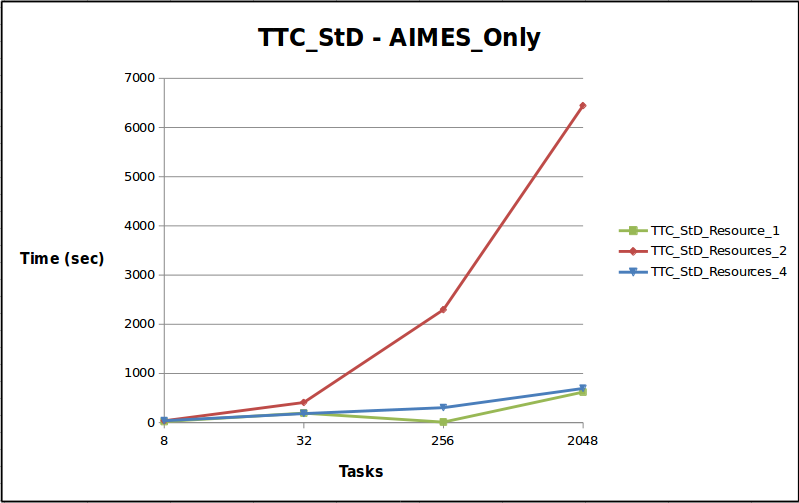 TTC_StD - AIMES_Only
7000
6000
5000
4000
3000
2000
1000
0
Time (sec)
8 32 256 2048
Tasks
TTC_StD_Resource_1
TTC_StD_Resources_2
TTC_StD_Resources_4